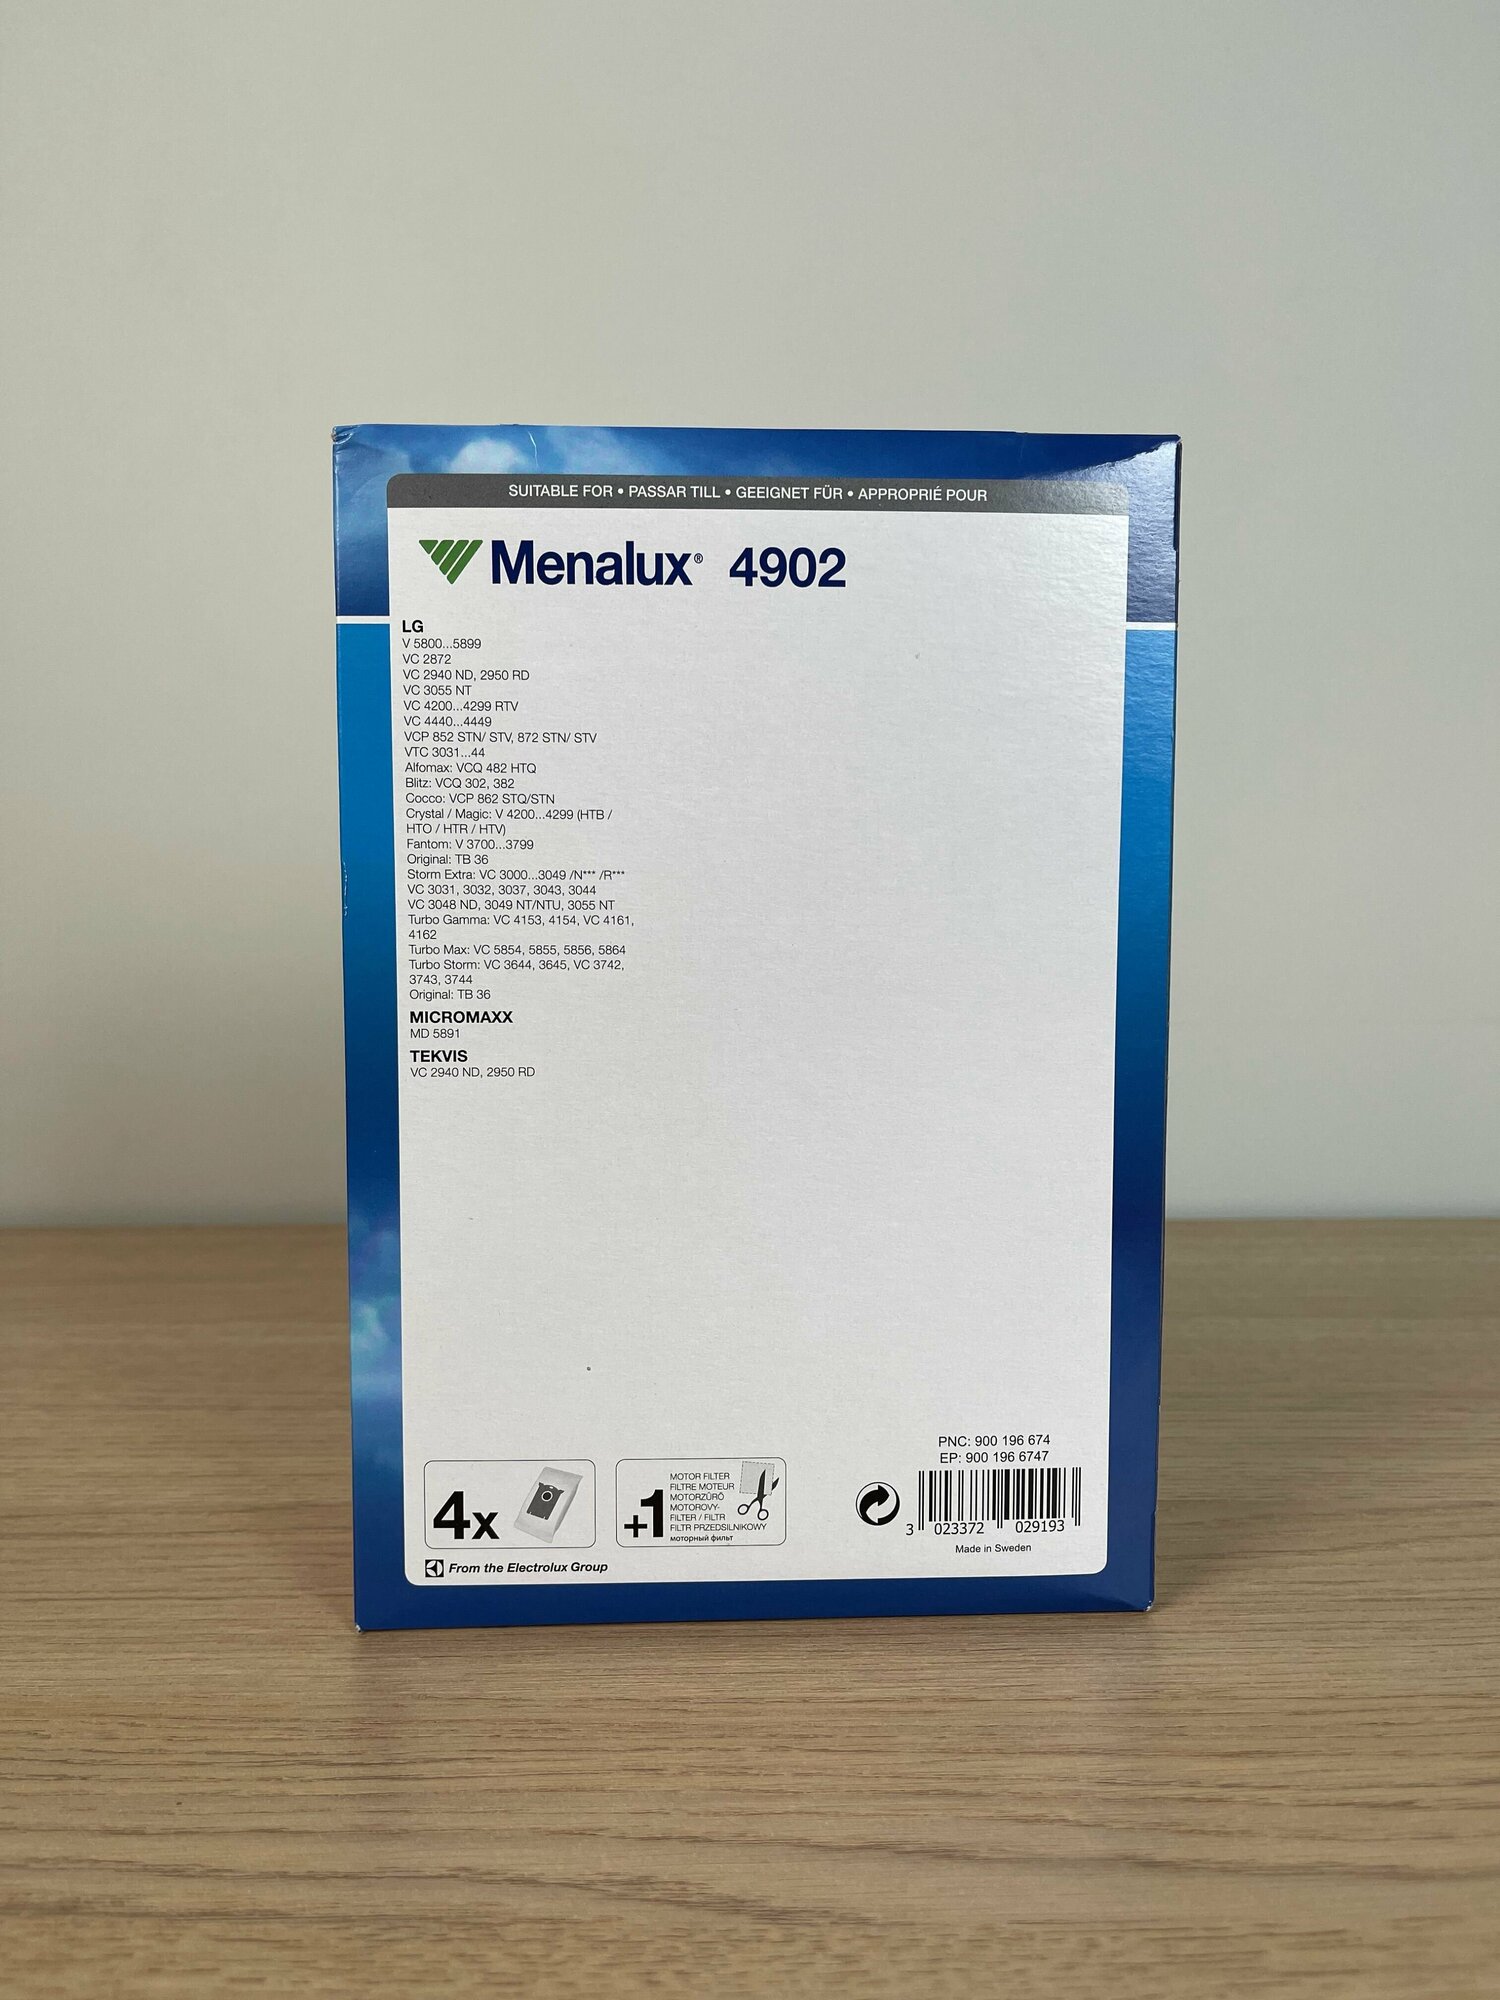 SUITABLE FOR • PASSAR TILL • GEEIGNET FÜR • APPROPRIÉ POUR
Menalux® 4902
LG
V 5800...5899
VC 2872
VC 2940 ND, 2950 RD
VC 3055 NT
VC 4200...4299 RTV
VC 4440...4449
VCP 852 STN/ STV, 872 STN/ STV
VTC 3031...44
Alfomax: VCQ 482 HTQ
Blitz: VCQ 302, 382
Cocco: VCP 862 STQ/STN
Crystal / Magic: V 4200...4299 (HTB /
HTO / HTR / HTV)
Fantom: V 3700...3799
Original: TB 36
Storm Extra: VC 3000...3049 /N*** /R***
VC 3031, 3032, 3037, 3043, 3044
VC 3048 ND, 3049 NT/NTU, 3055 NT
Turbo Gamma: VC 4153, 4154, VC 4161,
4162
Turbo Max: VC 5854, 5855, 5856, 5864
Turbo Storm: VC 3644, 3645, VC 3742,
3743, 3744
Original: TB 36
MICROMAXX
MD 5891
TEKVIS
VC 2940 ND, 2950 RD
4x
+1
MOTOR FILTER
FILTRE MOTEUR
MOTORZŰRŐ
MOTOROVY-
FILTER / FILTR
FILTR PRZEDSILNIKOWY
моторный фильт
PNC: 900 196 674
EP: 900 196 6747
3 023372 029193
Made in Sweden
From the Electrolux Group